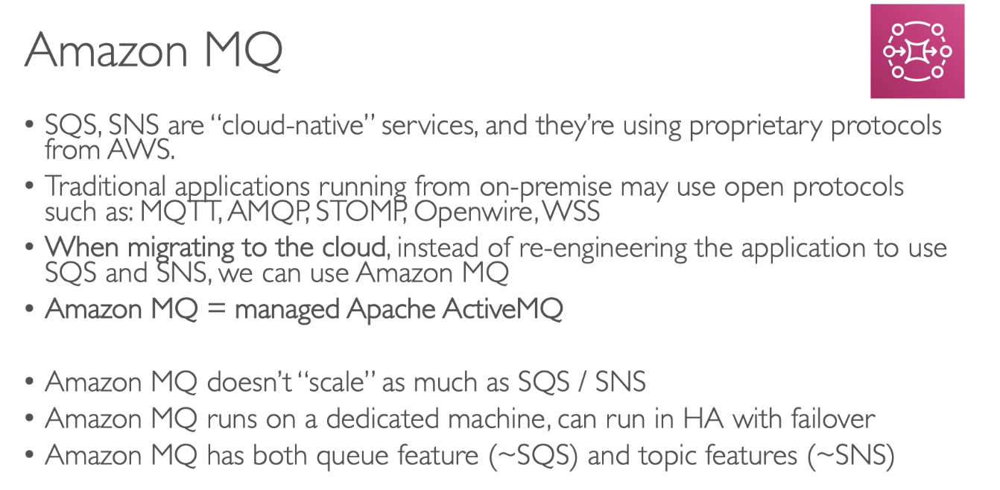 Amazon MQ
• SQS, SNS are “cloud-native” services, and they’re using proprietary protocols
from AWS.
• Traditional applications running from on-premise may use open protocols
such as: MQTT, AMQP, STOMP, Openwire, WSS
• When migrating to the cloud, instead of re-engineering the application to use
SQS and SNS, we can use Amazon MQ
• Amazon MQ = managed Apache ActiveMQ
• Amazon MQ doesn’t “scale” as much as SQS / SNS
• Amazon MQ runs on a dedicated machine, can run in HA with failover
• Amazon MQ has both queue feature (~SQS) and topic features (~SNS)